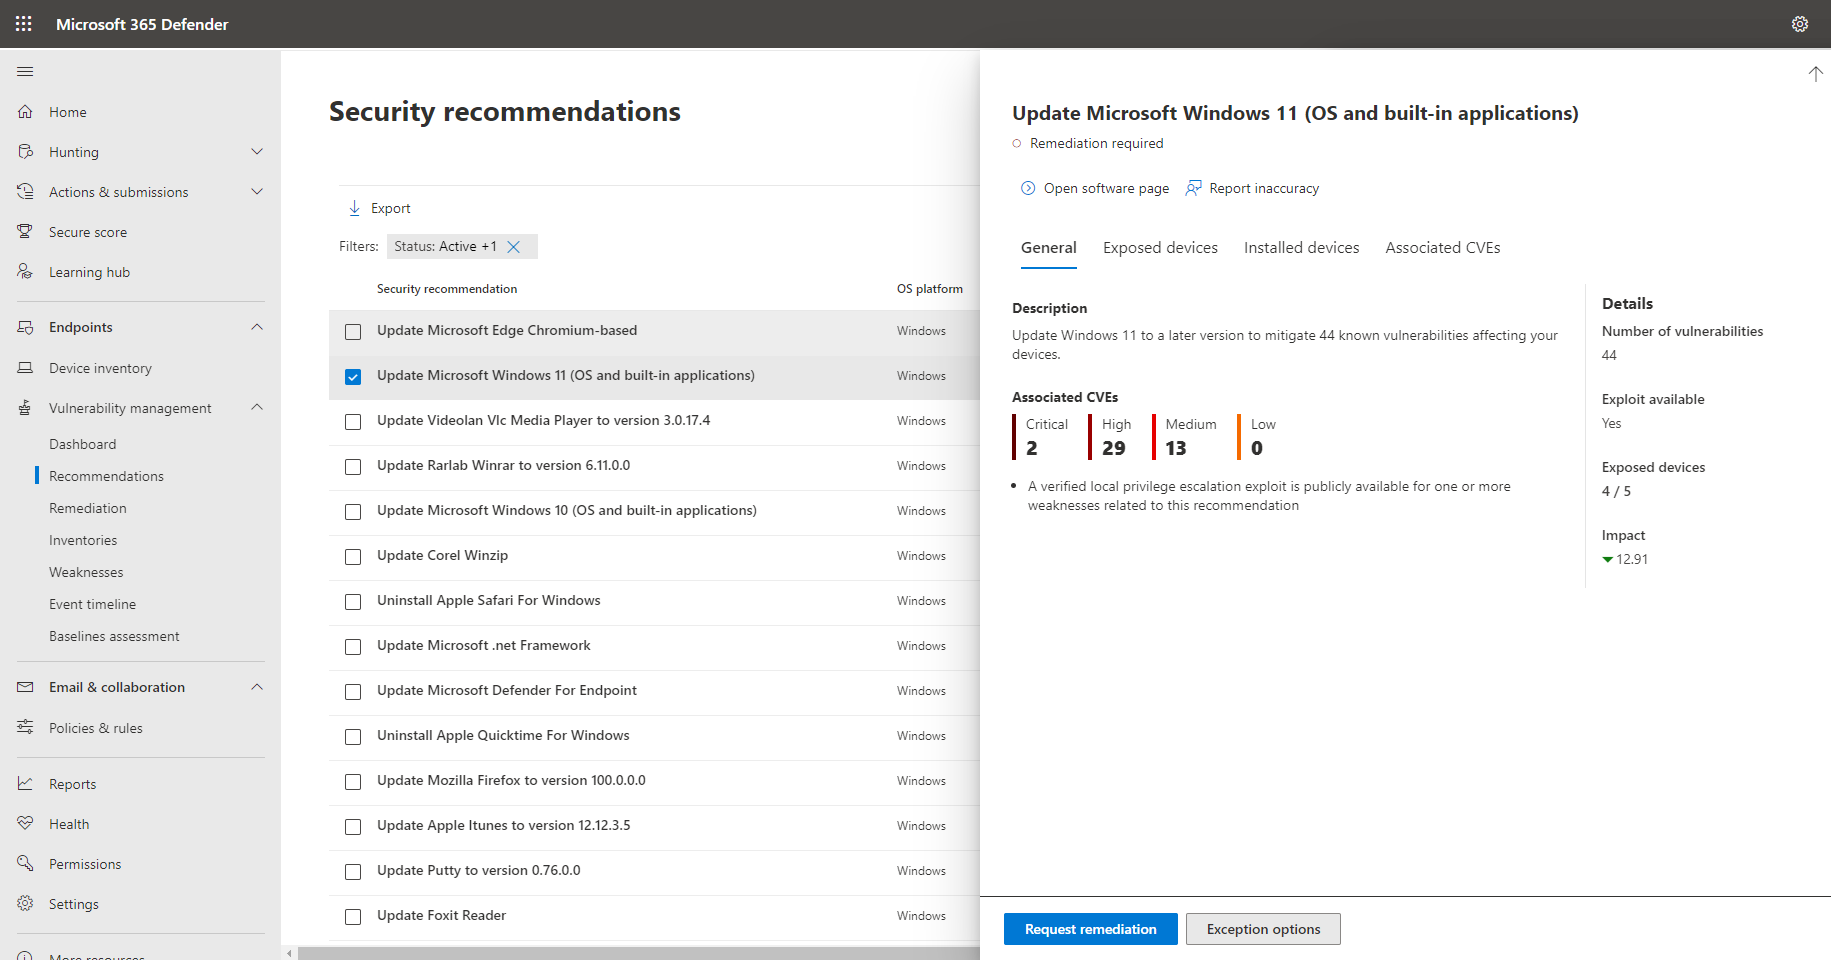 Microsoft 365 Defender
Home
Hunting
Actions & submissions
Secure score
Learning hub
Endpoints
Device inventory
Vulnerability management
Dashboard
Recommendations
Remediation
Inventories
Weaknesses
Event timeline
Baselines assessment
Email & collaboration
Policies & rules
Reports
Health
Permissions
Settings
More resources
Security recommendations
Export
Filters: Status: Active +1
Security recommendation OS platform
Update Microsoft Edge Chromium-based Windows
Update Microsoft Windows 11 (OS and built-in applications) Windows
Update Videolan Vlc Media Player to version 3.0.17.4 Windows
Update Rarlab Winrar to version 6.11.0.0 Windows
Update Microsoft Windows 10 (OS and built-in applications) Windows
Update Corel Winzip Windows
Uninstall Apple Safari For Windows Windows
Update Microsoft .net Framework Windows
Update Microsoft Defender For Endpoint Windows
Uninstall Apple Quicktime For Windows Windows
Update Mozilla Firefox to version 100.0.0.0 Windows
Update Apple Itunes to version 12.12.3.5 Windows
Update Putty to version 0.76.0.0 Windows
Update Foxit Reader Windows
Update Microsoft Windows 11 (OS and built-in applications)
Remediation required
Open software page Report inaccuracy
General Exposed devices Installed devices Associated CVEs
Description
Update Windows 11 to a later version to mitigate 44 known vulnerabilities affecting your
devices.
Associated CVEs
Critical High Medium Low
2 29 13 0
• A verified local privilege escalation exploit is publicly available for one or more
weaknesses related to this recommendation
Details
Number of vulnerabilities
44
Exploit available
Yes
Exposed devices
4 / 5
Impact
12.91
Request remediation Exception options